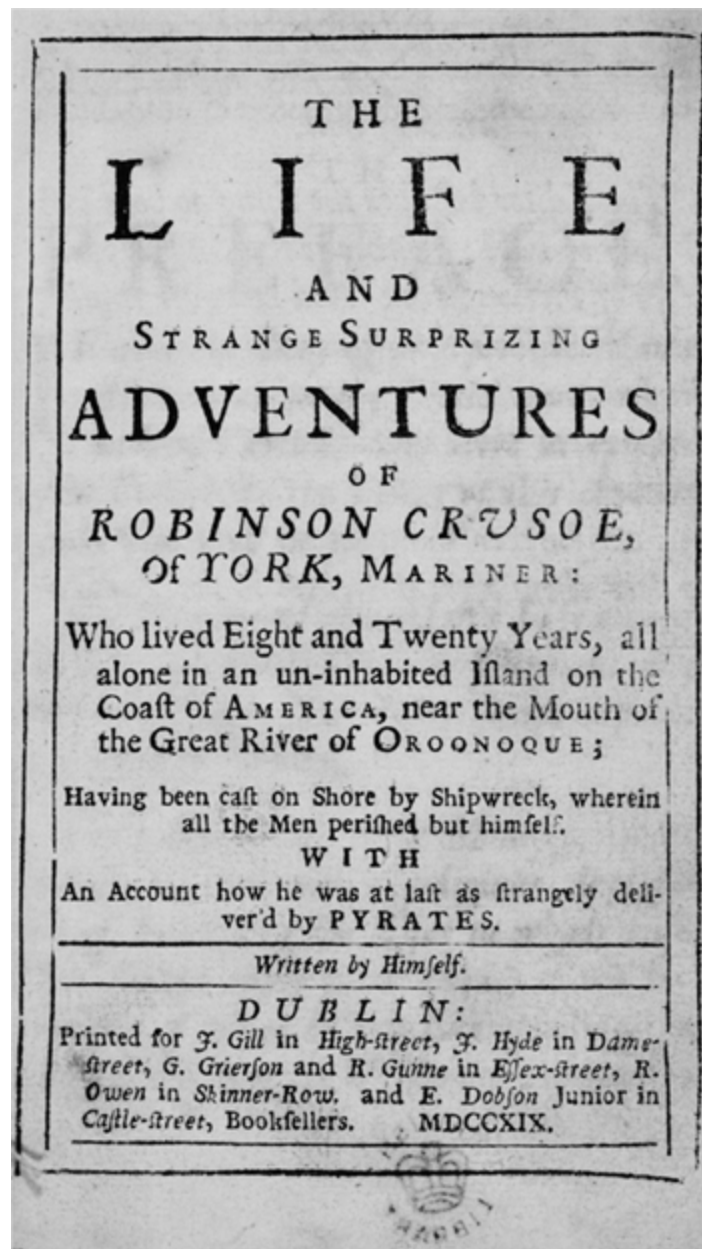 THE
LIFE
AND
STRANGE SURPRIZING
ADVENTURES
OF
ROBINSON CRUSOE,
Of YORK, MARINER:
Who lived Eight and Twenty Years, all
alone in an un-inhabited Iſland on the
Coaſt of AMERICA, near the Mouth of
the Great River of OROONOQUE;
Having been caſt on Shore by Shipwreck, wherein
all the Men periſhed but himſelf.
WITH
An Account how he was at laſt as ſtrangely deli-
ver'd by PYRATES.
Written by Himſelf.
DUBLIN:
Printed for J. Gill in High-ſtreet, J. Hyde in Dame-
ſtreet, G. Grierſon and R. Gunne in Eſſex-ſtreet, R.
Owen in Skinner-Row. and E. Dobſon Junior in
Caſtle-ſtreet, Bookſellers. MDCCXIX.